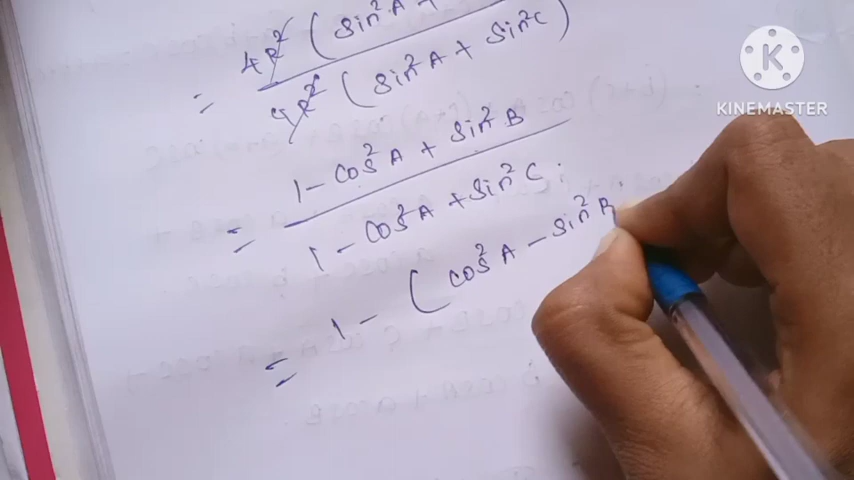 4R² (sin²A +
= 4R² (sin²A + sin²C)
1 - cos²A + sin²B
= 1 - cos²A + sin²C
= 1 - (cos²A - sin²B
KINEMASTER